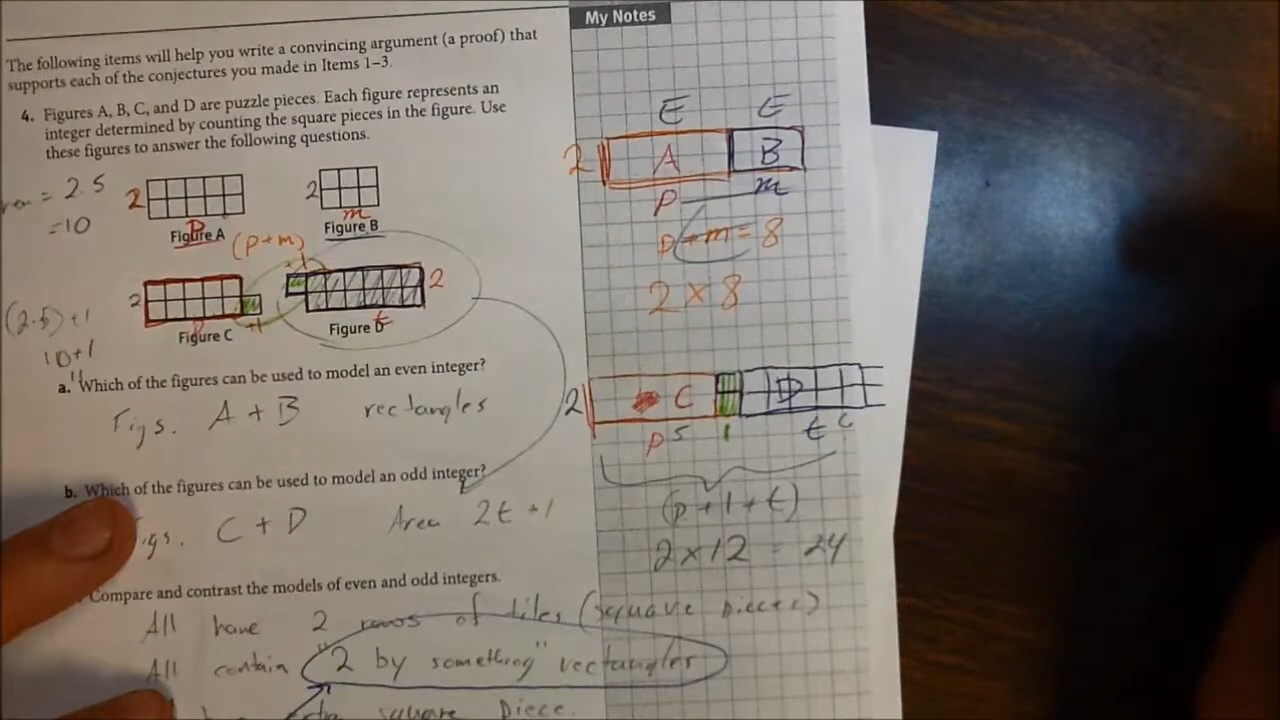 My Notes
The following items will help you write a convincing argument (a proof) that
supports each of the conjectures you made in Items 1–3.
4. Figures A, B, C, and D are puzzle pieces. Each figure represents an
integer determined by counting the square pieces in the figure. Use
these figures to answer the following questions.
= 2.5
=10
2
2
P
m
Figure A
Figure B
(p+m)
2
2
+1
Figure C
Figure D
t
(2.5)+1
10+1
11
a. Which of the figures can be used to model an even integer?
Figs. A + B rectangles
b. Which of the figures can be used to model an odd integer?
Figs. C + D Area 2t +1
Compare and contrast the models of even and odd integers.
All have 2 rows of tiles (square pieces)
All contain "2 by something" rectangles
square piece.
E E
2 A B
P m
p+m = 8
2 × 8
2 C D
p 5 1 t
(p+1+t)
2×12 = 24